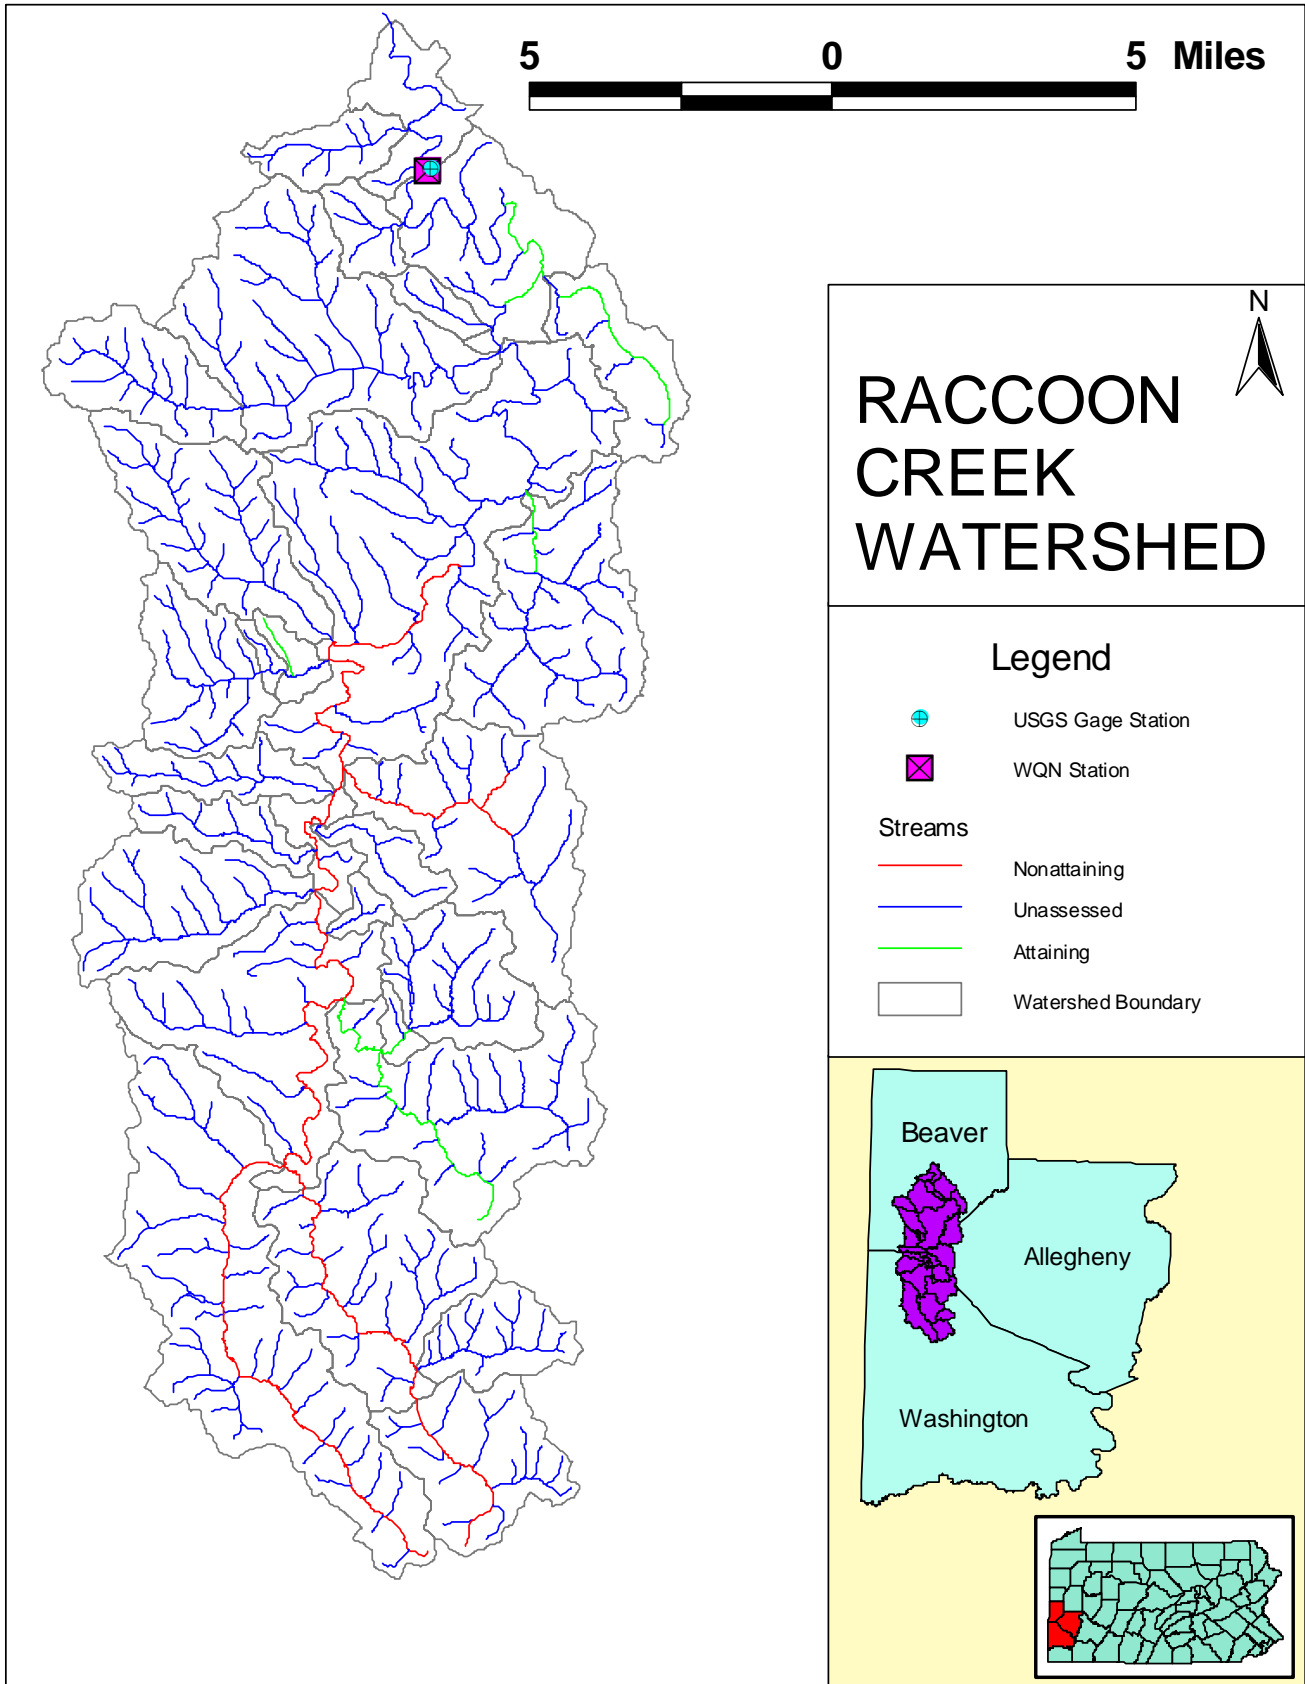 5 0 5 Miles
N
RACCOON
CREEK
WATERSHED
Legend
USGS Gage Station
WQN Station
Streams
Nonattaining
Unassessed
Attaining
Watershed Boundary
Beaver
Allegheny
Washington